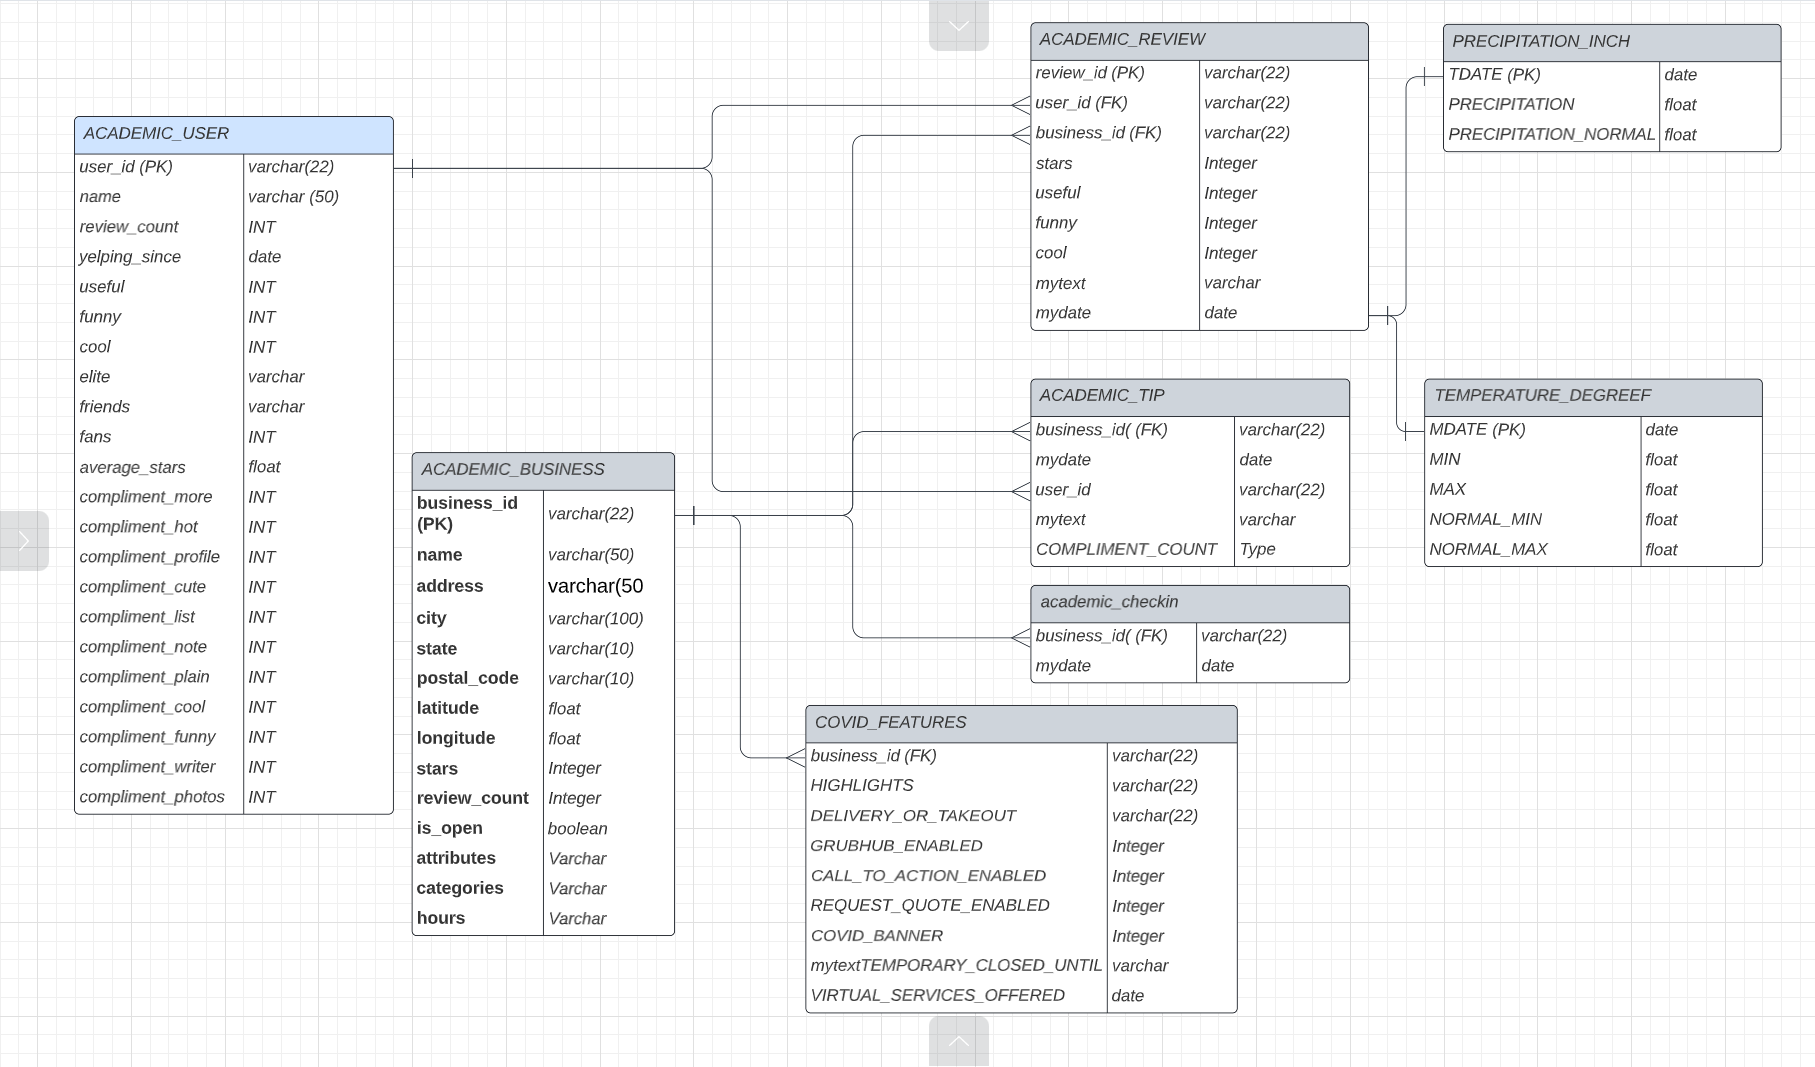 ACADEMIC_USER
user_id (PK) varchar(22)
name varchar (50)
review_count INT
yelping_since date
useful INT
funny INT
cool INT
elite varchar
friends varchar
fans INT
average_stars float
compliment_more INT
compliment_hot INT
compliment_profile INT
compliment_cute INT
compliment_list INT
compliment_note INT
compliment_plain INT
compliment_cool INT
compliment_funny INT
compliment_writer INT
compliment_photos INT
ACADEMIC_BUSINESS
business_id
(PK) varchar(22)
name varchar(50)
address varchar(50
city varchar(100)
state varchar(10)
postal_code varchar(10)
latitude float
longitude float
stars Integer
review_count Integer
is_open boolean
attributes Varchar
categories Varchar
hours Varchar
ACADEMIC_REVIEW
review_id (PK) varchar(22)
user_id (FK) varchar(22)
business_id (FK) varchar(22)
stars Integer
useful Integer
funny Integer
cool Integer
mytext varchar
mydate date
ACADEMIC_TIP
business_id( (FK) varchar(22)
mydate date
user_id varchar(22)
mytext varchar
COMPLIMENT_COUNT Type
academic_checkin
business_id( (FK) varchar(22)
mydate date
COVID_FEATURES
business_id (FK) varchar(22)
HIGHLIGHTS varchar(22)
DELIVERY_OR_TAKEOUT varchar(22)
GRUBHUB_ENABLED Integer
CALL_TO_ACTION_ENABLED Integer
REQUEST_QUOTE_ENABLED Integer
COVID_BANNER Integer
mytextTEMPORARY_CLOSED_UNTIL varchar
VIRTUAL_SERVICES_OFFERED date
PRECIPITATION_INCH
TDATE (PK) date
PRECIPITATION float
PRECIPITATION_NORMAL float
TEMPERATURE_DEGREEF
MDATE (PK) date
MIN float
MAX float
NORMAL_MIN float
NORMAL_MAX float